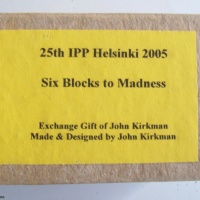 25th IPP Helsinki 2005
Six Blocks to Madness
Exchange Gift of John Kirkman
Made & Designed by John Kirkman